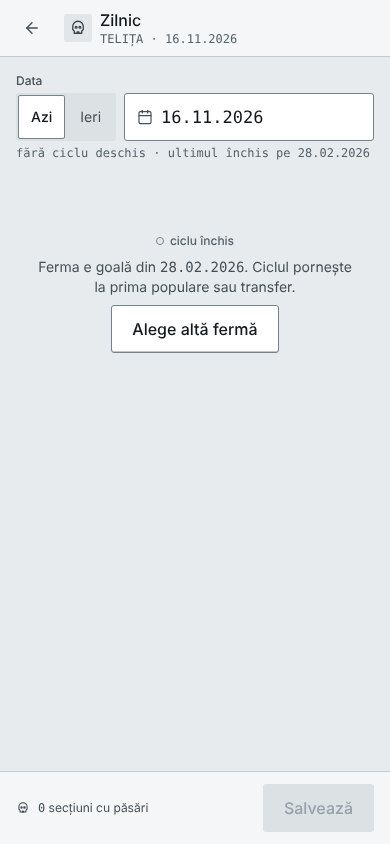 Zilnic
TELIȚA · 16.11.2026
Data
Azi
Ieri
16.11.2026
fără ciclu deschis · ultimul închis pe 28.02.2026
ciclu închis
Ferma e goală din 28.02.2026. Ciclul pornește
la prima populare sau transfer.
Alege altă fermă
0 secțiuni cu păsări
Salvează